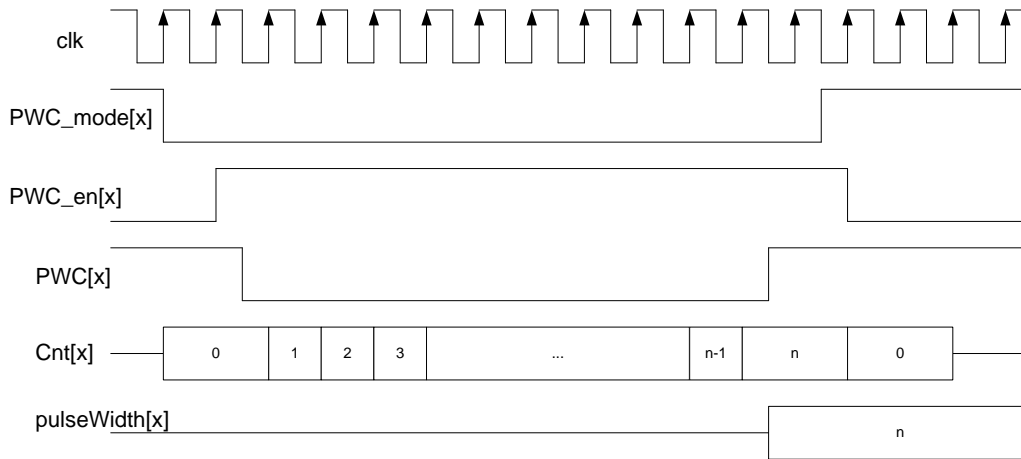 clk
PWC_mode[x]
PWC_en[x]
PWC[x]
Cnt[x] 0 1 2 3 ... n-1 n 0
pulseWidth[x] n